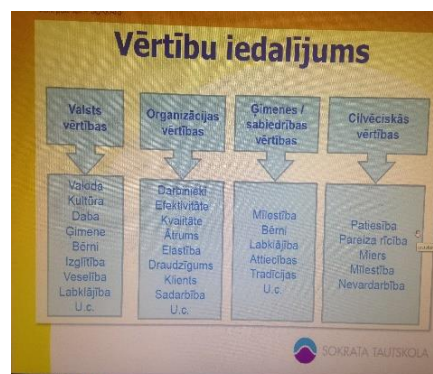 Vērtību iedalījums
Valsts
vērtības
Organizācijas
vērtības
Ģimenes /
sabiedrības
vērtības
Cilvēciskās
vērtības
Valoda
Kultūra
Daba
Ģimene
Bērni
Izglītība
Veselība
Labklājība
U.c.
Darbinieki
Efektivitāte
Kvalitāte
Ātrums
Elastība
Draudzīgums
Klients
Sadarbība
U.c.
Mīlestība
Bērni
Labklājība
Attiecības
Tradīcijas
U.c.
Patiesība
Pareiza rīcība
Miers
Mīlestība
Nevardarbība
SOKRATA TAUTSKOLA